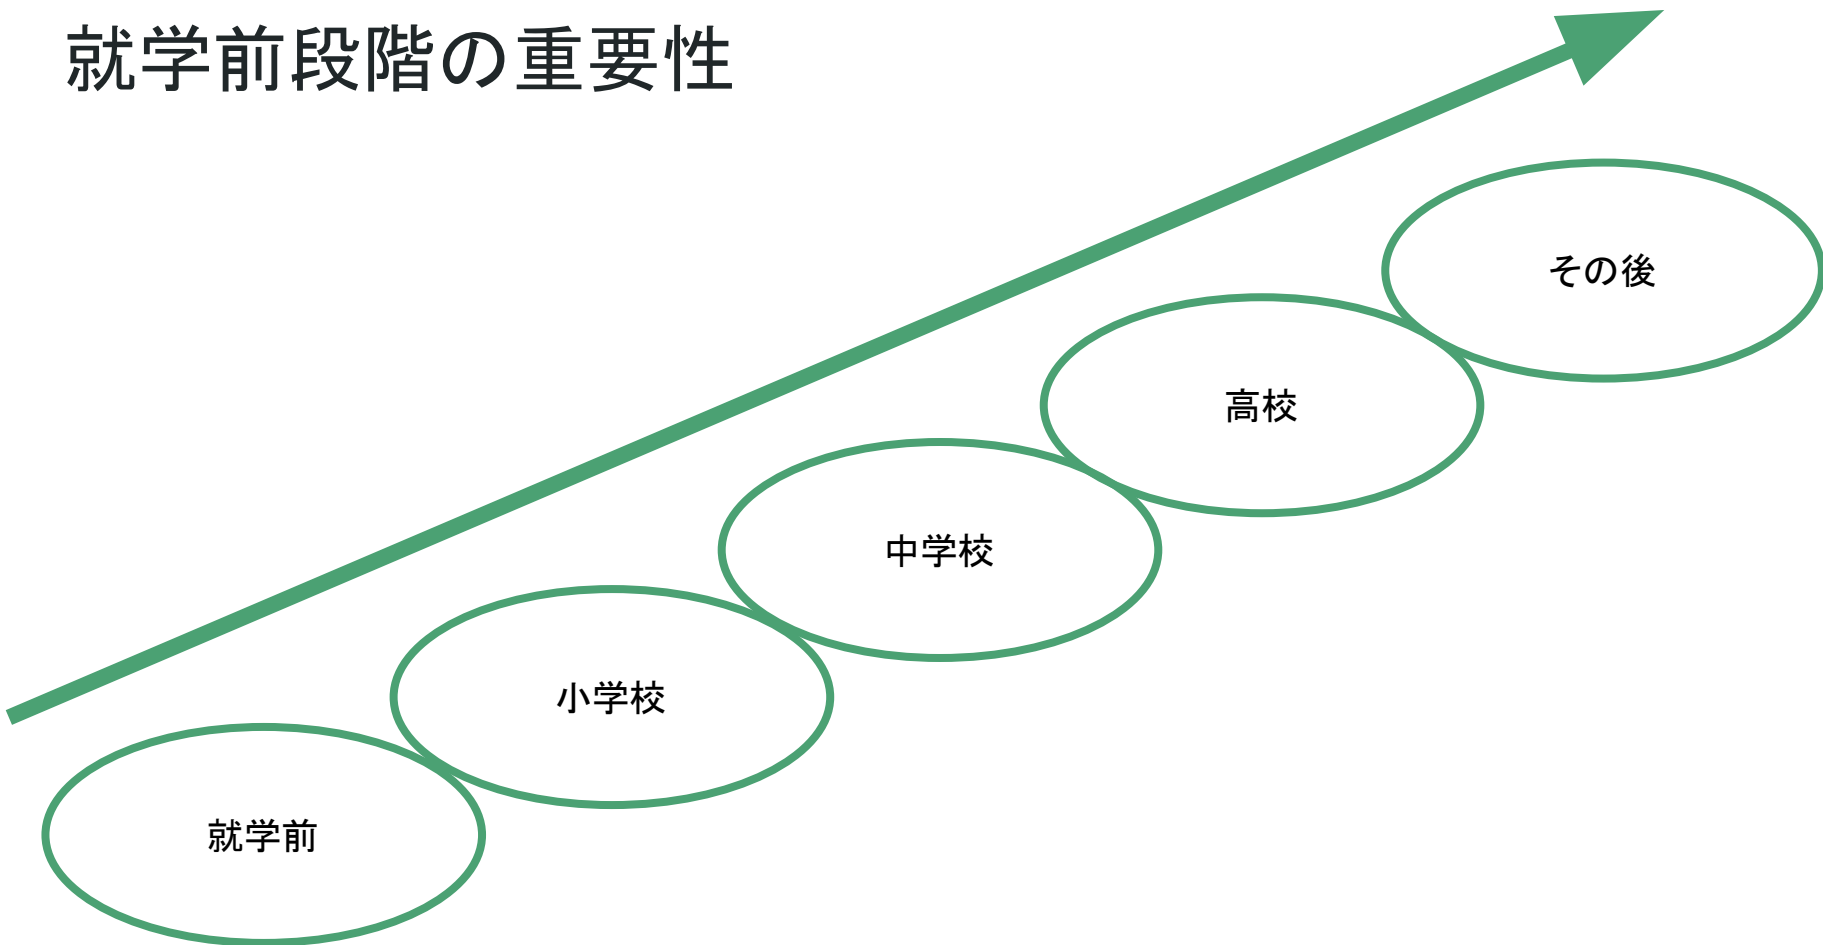 就学前段階の重要性
その後
高校
中学校
小学校
就学前